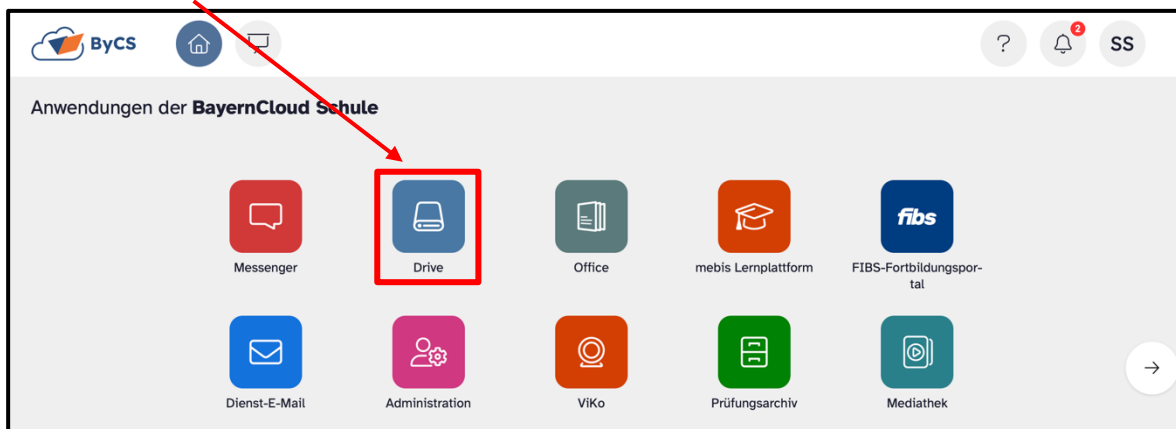 ByCS
?
2
SS
Anwendungen der BayernCloud Schule
fibs
Messenger
Drive
Office
mebis Lernplattform
FIBS-Fortbildungspor-
tal
Dienst-E-Mail
Administration
ViKo
Prüfungsarchiv
Mediathek